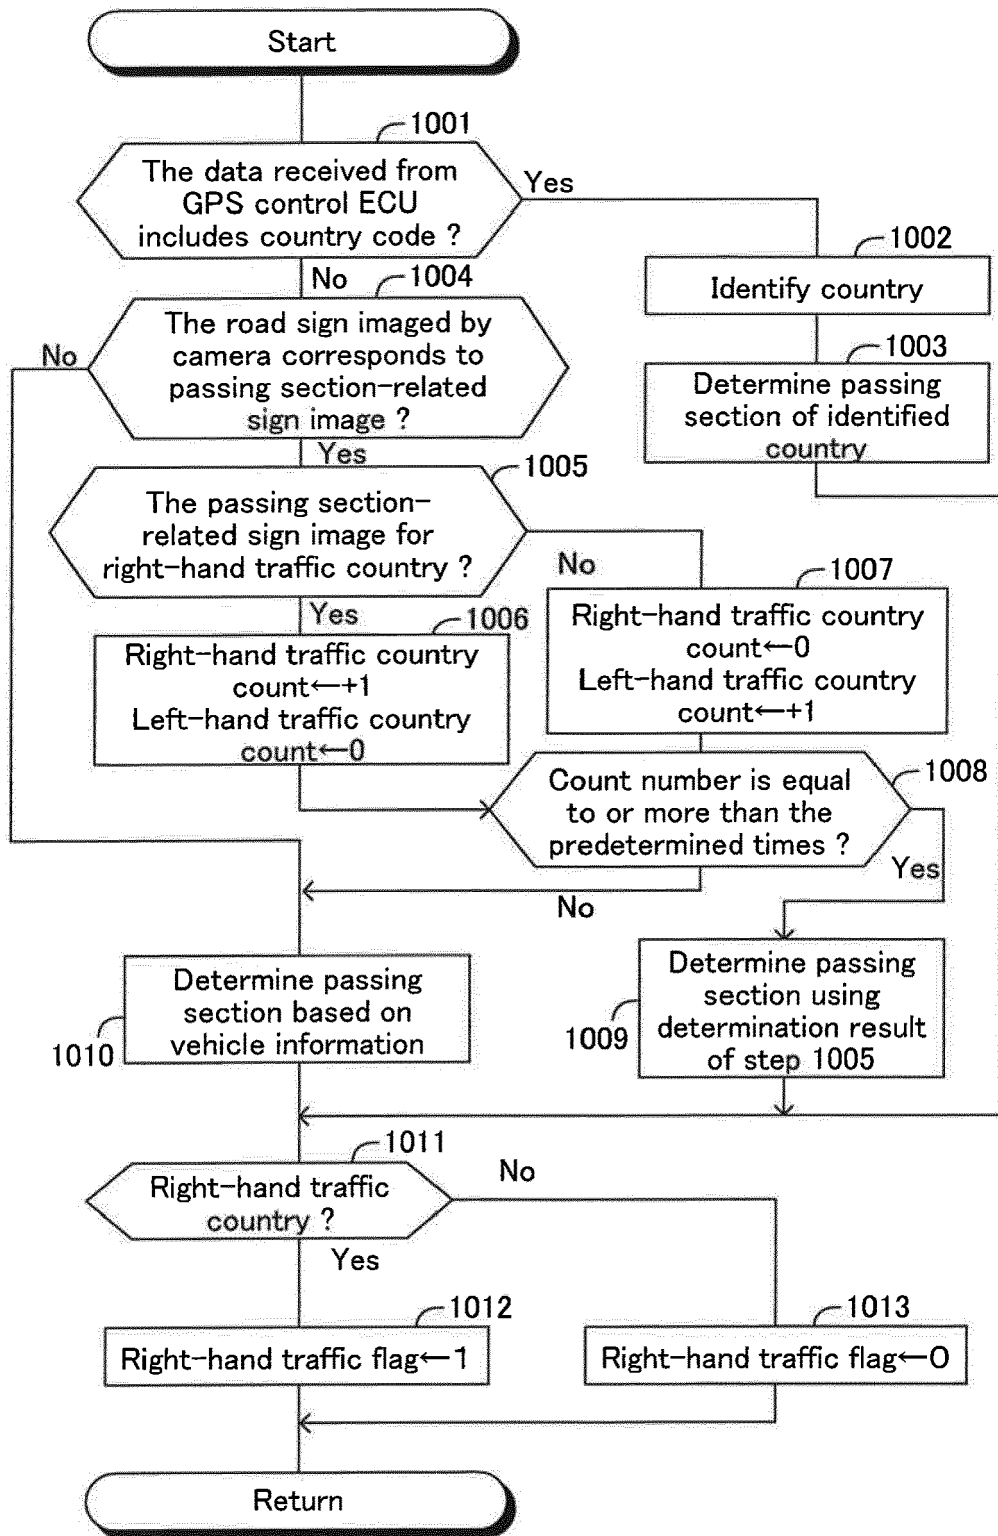 Start
1001
The data received from
GPS control ECU
includes country code ?
Yes
1002
No
1004
Identify country
The road sign imaged by
camera corresponds to
passing section-related
sign image ?
No
1003
Determine passing
section of identified
country
Yes
1005
The passing section-
related sign image for
right-hand traffic country ?
No
1007
Yes
1006
Right-hand traffic country
count←+1
Left-hand traffic country
count←0
Right-hand traffic country
count←0
Left-hand traffic country
count←+1
Count number is equal
to or more than the
predetermined times ?
1008
Yes
No
Determine passing
section based on
vehicle information
1010
Determine passing
section using
determination result
of step 1005
1009
1011
Right-hand traffic
country ?
No
Yes
1012
Right-hand traffic flag←1
1013
Right-hand traffic flag←0
Return